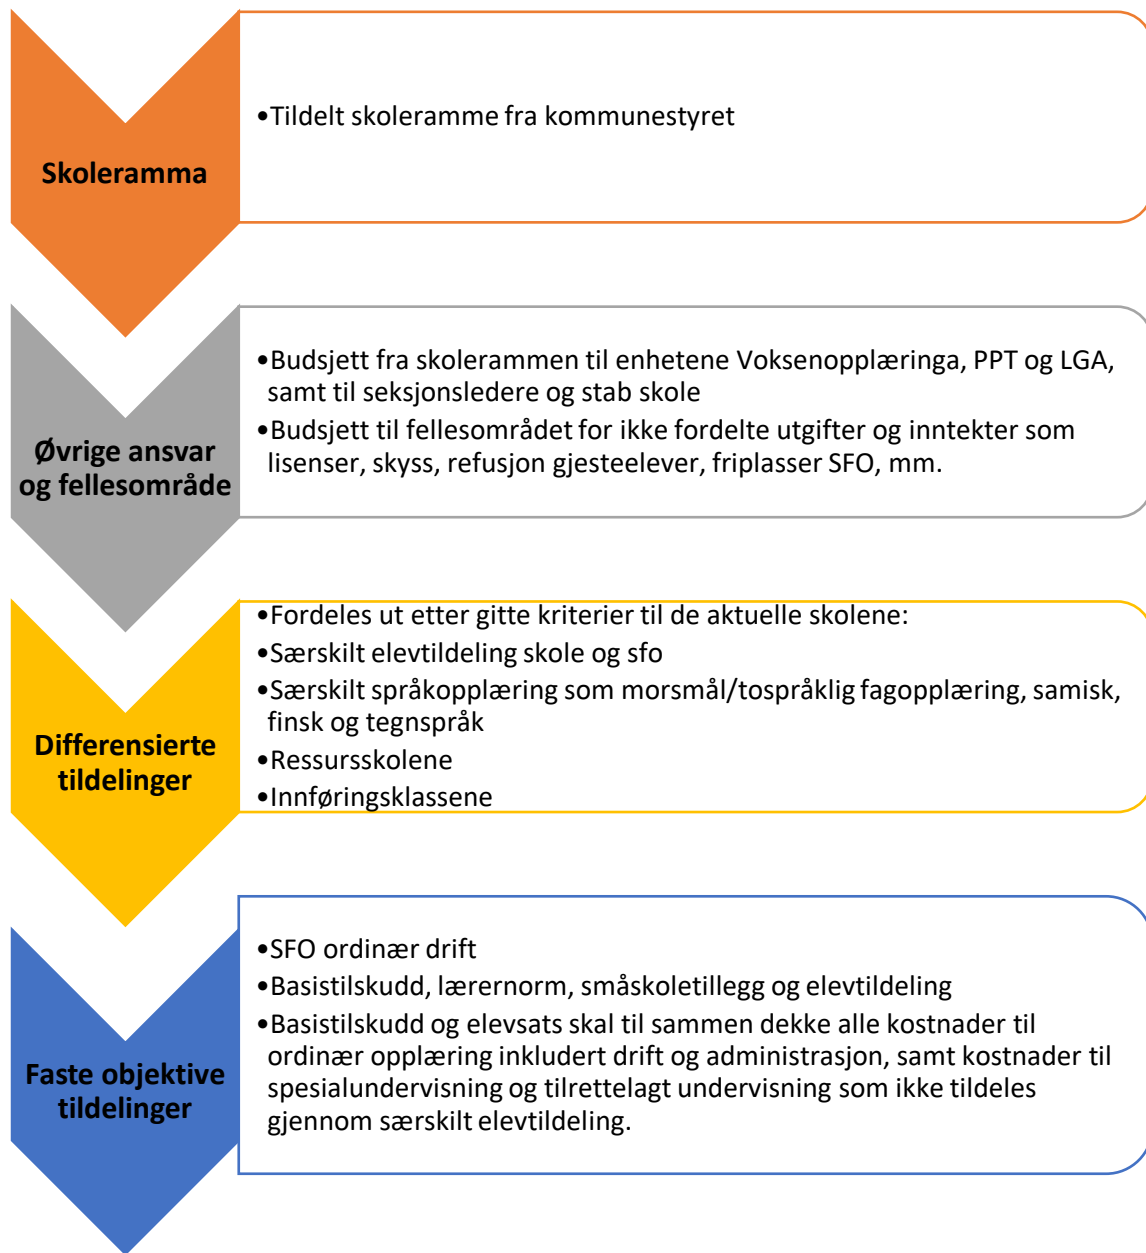 Skoleramma
•Tildelt skoleramme fra kommunestyret
Øvrige ansvar
og fellesområde
•Budsjett fra skolerammen til enhetene Voksenopplæringa, PPT og LGA,
samt til seksjonsledere og stab skole
•Budsjett til fellesområdet for ikke fordelte utgifter og inntekter som
lisenser, skyss, refusjon gjesteelever, friplasser SFO, mm.
Differensierte
tildelinger
•Fordeles ut etter gitte kriterier til de aktuelle skolene:
•Særskilt elevtildeling skole og sfo
•Særskilt språkopplæring som morsmål/tospråklig fagopplæring, samisk,
finsk og tegnspråk
•Ressursskolene
•Innføringsklassene
Faste objektive
tildelinger
•SFO ordinær drift
•Basistilskudd, lærernorm, småskoletillegg og elevtildeling
•Basistilskudd og elevsats skal til sammen dekke alle kostnader til
ordinær opplæring inkludert drift og administrasjon, samt kostnader til
spesialundervisning og tilrettelagt undervisning som ikke tildeles
gjennom særskilt elevtildeling.